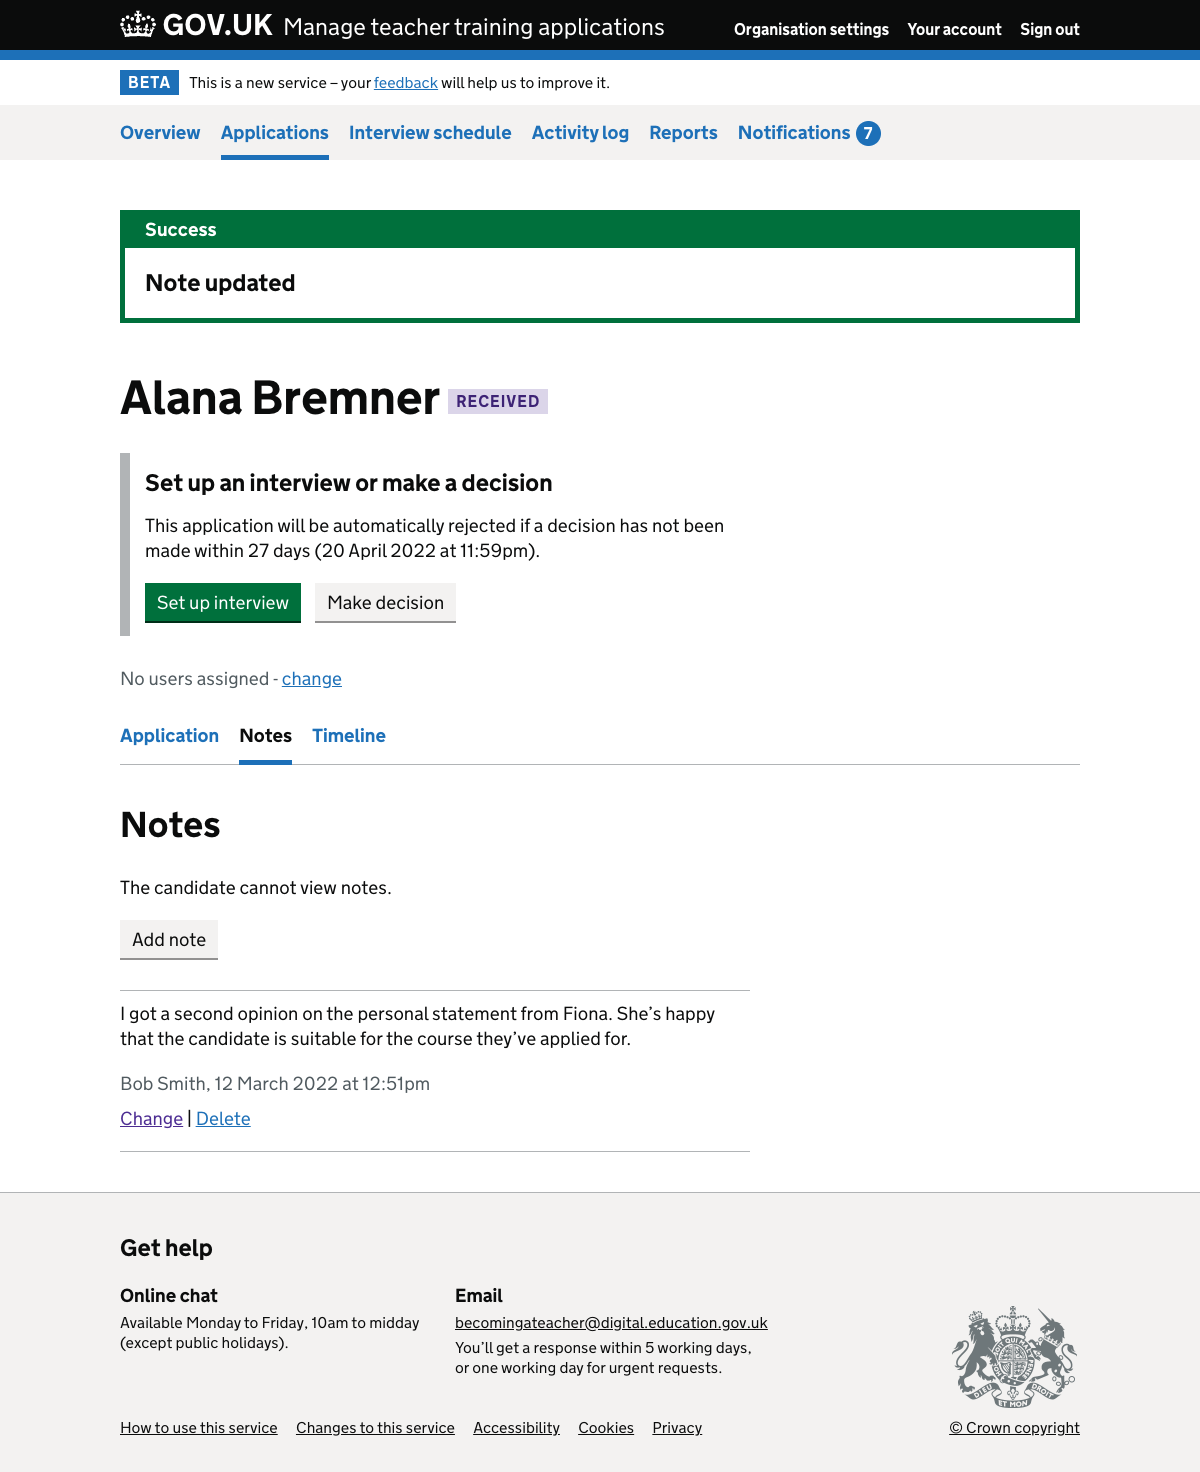 GOV.UK Manage teacher training applications Organisation settings Your account Sign out
BETA This is a new service – your feedback will help us to improve it.
Overview Applications Interview schedule Activity log Reports Notifications 7
Success
Note updated
Alana Bremner RECEIVED
Set up an interview or make a decision
This application will be automatically rejected if a decision has not been
made within 27 days (20 April 2022 at 11:59pm).
Set up interview Make decision
No users assigned - change
Application Notes Timeline
Notes
The candidate cannot view notes.
Add note
I got a second opinion on the personal statement from Fiona. She’s happy
that the candidate is suitable for the course they’ve applied for.
Bob Smith, 12 March 2022 at 12:51pm
Change | Delete
Get help
Online chat
Available Monday to Friday, 10am to midday
(except public holidays).
Email
becomingateacher@digital.education.gov.uk
You’ll get a response within 5 working days,
or one working day for urgent requests.
DIEU ET MON DROIT
How to use this service Changes to this service Accessibility Cookies Privacy © Crown copyright